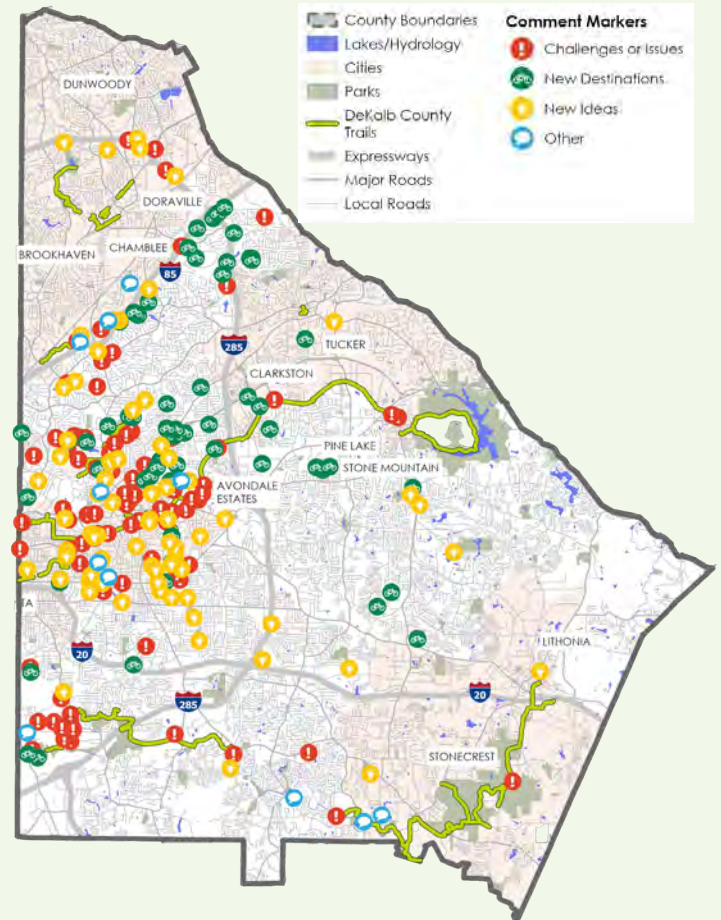 County Boundaries
Lakes/Hydrology
Cities
Parks
DeKalb County
Trails
Expressways
Major Roads
Local Roads
Comment Markers
Challenges or Issues
New Destinations
New Ideas
Other
DUNWOODY
DORAVILLE
CHAMBLEE
BROOKHAVEN
85
285
TUCKER
CLARKSTON
PINE LAKE
STONE MOUNTAIN
AVONDALE
ESTATES
TA
20
LITHONIA
285
20
STONECREST